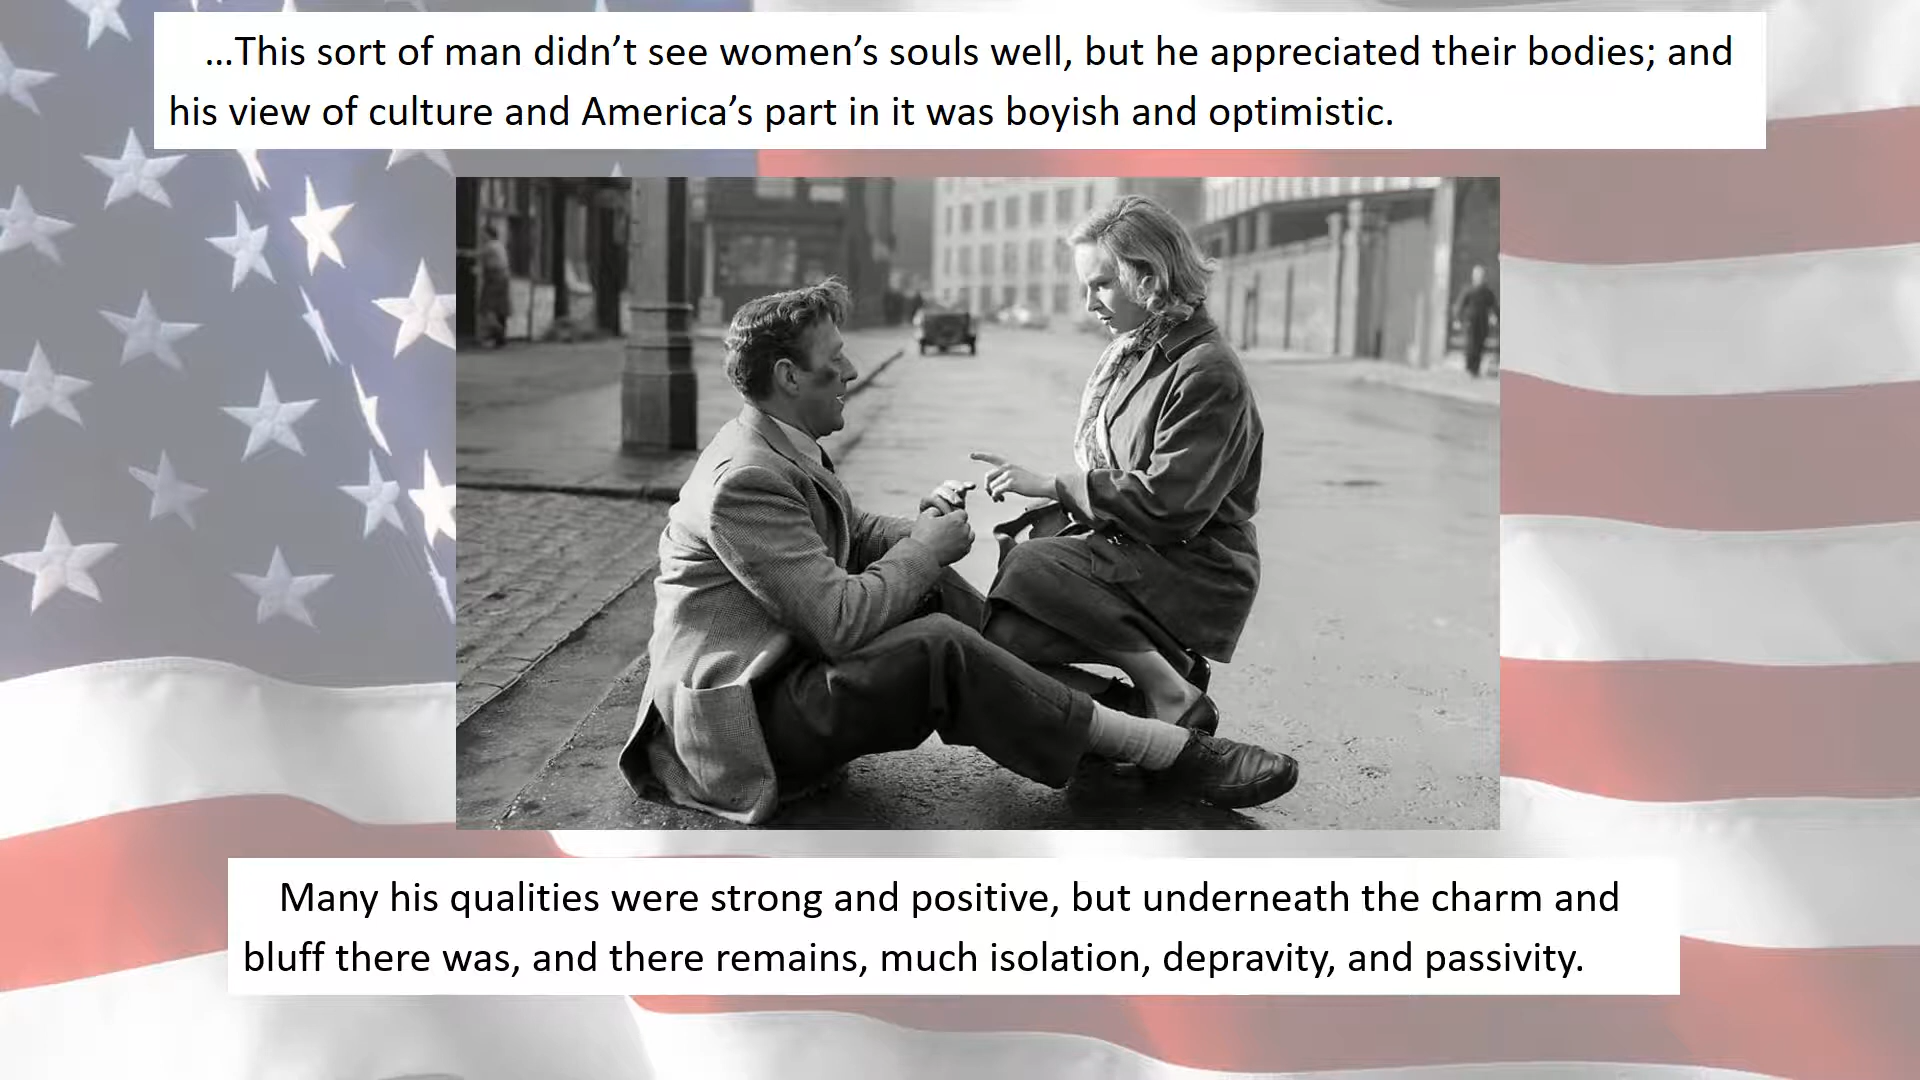 …This sort of man didn’t see women’s souls well, but he appreciated their bodies; and
his view of culture and America’s part in it was boyish and optimistic.
Many his qualities were strong and positive, but underneath the charm and
bluff there was, and there remains, much isolation, depravity, and passivity.